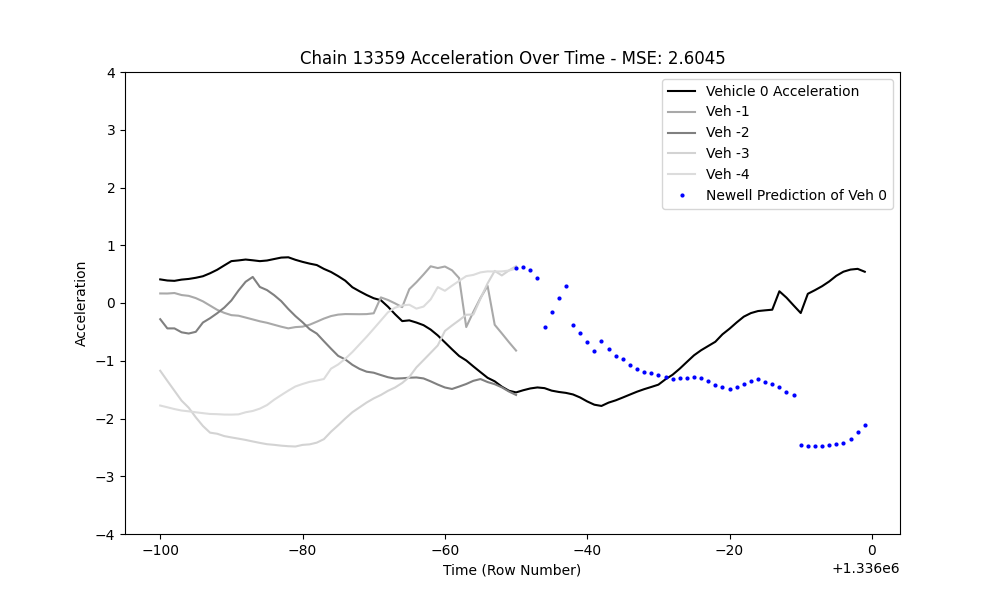 Chain 13359 Acceleration Over Time - MSE: 2.6045
4
3
2
1
0
−1
−2
−3
−4
Acceleration
Vehicle 0 Acceleration
Veh -1
Veh -2
Veh -3
Veh -4
Newell Prediction of Veh 0
−100
−80
−60
−40
−20
0
+1.336e6
Time (Row Number)